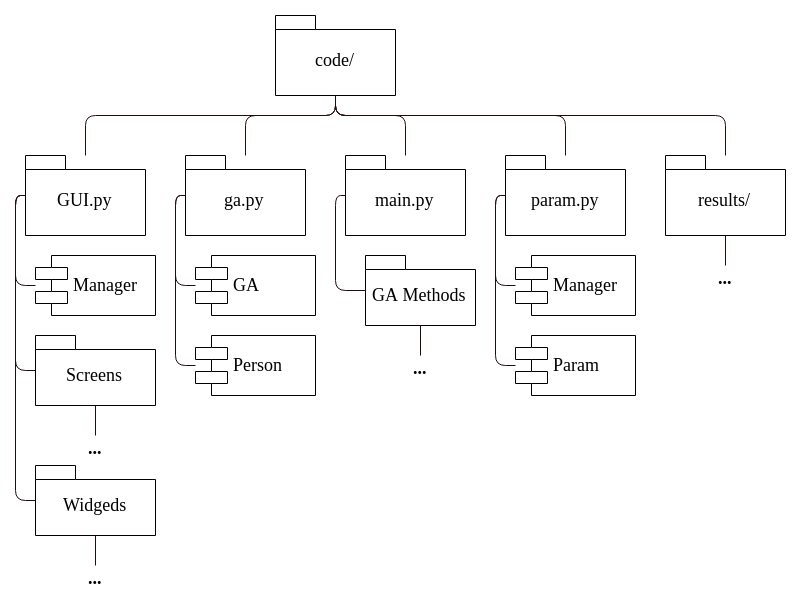 code/
GUI.py
ga.py
main.py
param.py
results/
Manager
GA
GA Methods
Manager
...
Screens
Person
...
Param
...
Widgeds
...